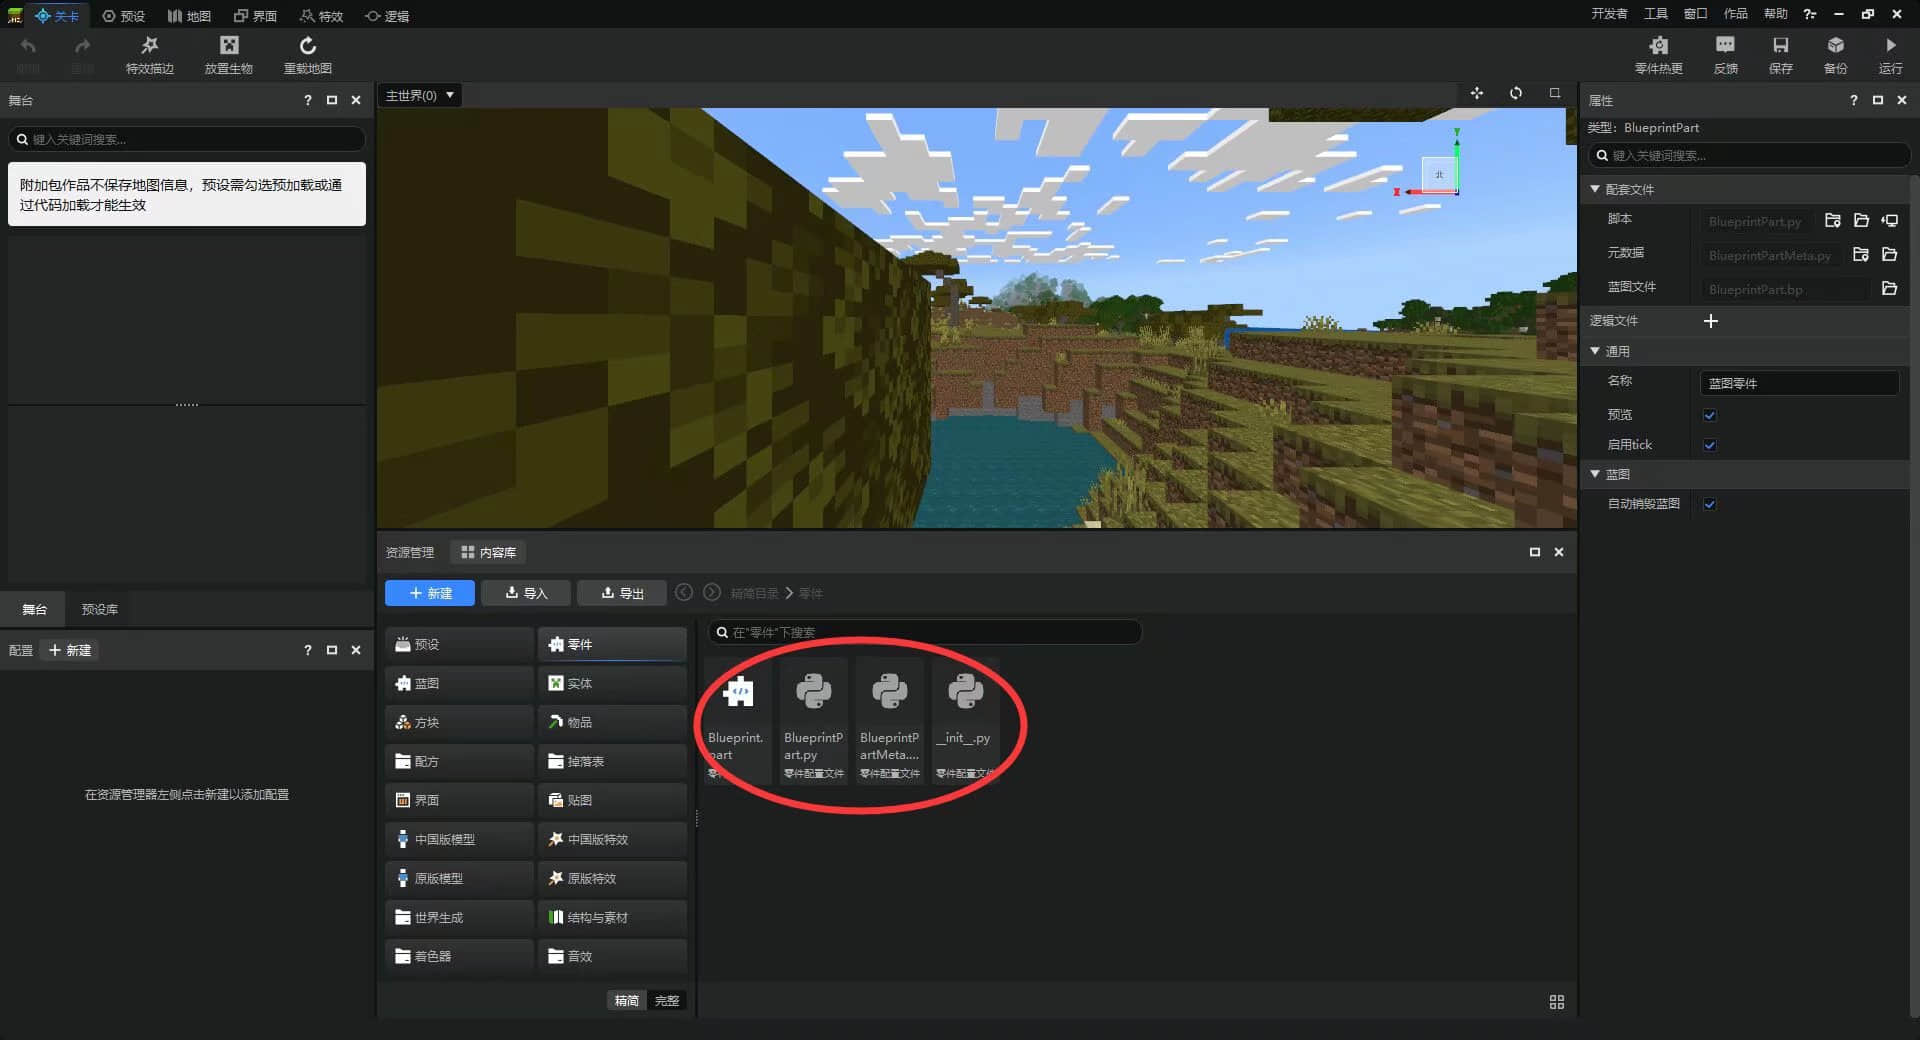 关卡 预设 地图 界面 特效 逻辑 开发者 工具 窗口 作品 帮助
特效描边 放置生物 重载地图 零件热更 反馈 保存 备份 运行
舞台
键入关键词搜索...
附加包作品不保存地图信息，预设需勾选预加载或通
过代码加载才能生效
舞台 预设库
配置 新建
在资源管理器左侧点击新建以添加配置
主世界(0)
Y
X
北
资源管理 内容库
新建 导入 导出 精简目录 零件
预设 零件
蓝图 实体
方块 物品
配方 掉落表
界面 贴图
中国版模型 中国版特效
原版模型 原版特效
世界生成 结构与素材
着色器 音效
精简 完整
在"零件"下搜索
Blueprint.
part
零件
BlueprintP
art.py
零件配置文件
BlueprintP
artMeta....
零件配置文件
__init__.py
零件配置文件
属性
类型: BlueprintPart
键入关键词搜索...
配套文件
脚本 BlueprintPart.py
元数据 BlueprintPartMeta.py
蓝图文件 BlueprintPart.bp
逻辑文件
通用
名称 蓝图零件
预览
启用tick
蓝图
自动销毁蓝图